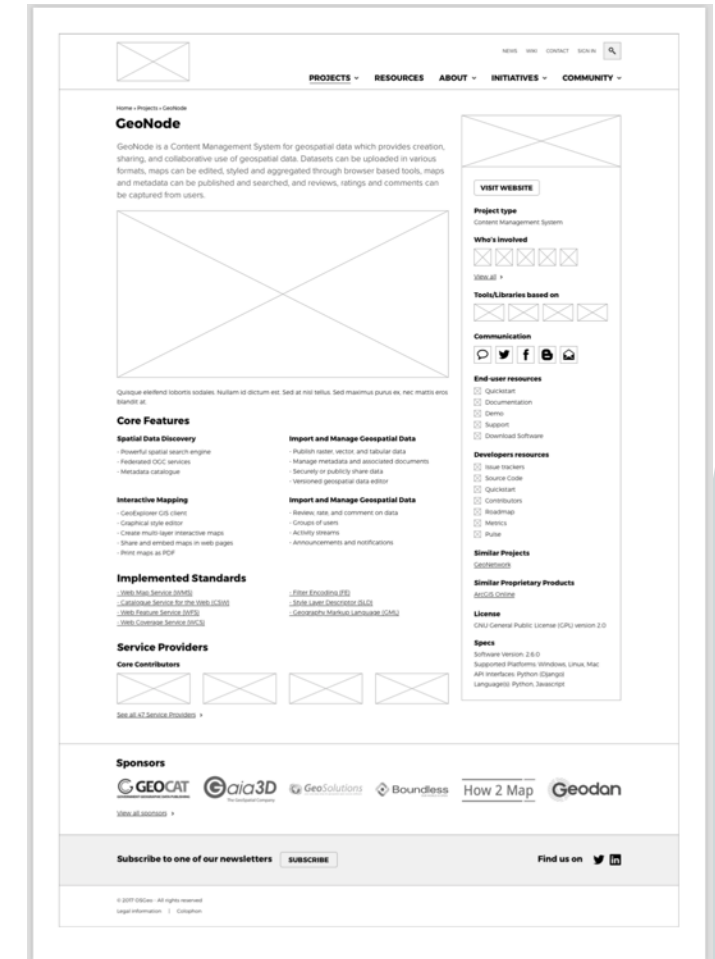 NEWS WIKI CONTACT SIGN IN
PROJECTS RESOURCES ABOUT INITIATIVES COMMUNITY
Home » Projects » GeoNode
GeoNode
GeoNode is a Content Management System for geospatial data which provides creation,
sharing, and collaborative use of geospatial data. Datasets can be uploaded in various
formats, maps can be edited, styled and aggregated through browser based tools, maps
and metadata can be published and searched, and reviews, ratings and comments can
be captured from users.
Quisque eleifend lobortis sodales. Nullam id dictum est. Sed at nisl tellus. Sed maximus purus ex, nec mattis eros
blandit at.
Core Features
Spatial Data Discovery
- Powerful spatial search engine
- Federated OGC services
- Metadata catalogue
Import and Manage Geospatial Data
- Publish raster, vector, and tabular data
- Manage metadata and associated documents
- Securely or publicly share data
- Versioned geospatial data editor
Interactive Mapping
- GeoExplorer GIS client
- Graphical style editor
- Create multi-layer interactive maps
- Share and embed maps in web pages
- Print maps as PDF
Import and Manage Geospatial Data
- Review, rate, and comment on data
- Groups of users
- Activity streams
- Announcements and notifications
Implemented Standards
- Web Map Service (WMS)
- Catalogue Service for the Web (CSW)
- Web Feature Service (WFS)
- Web Coverage Service (WCS)
- Filter Encoding (FE)
- Style Layer Descriptor (SLD)
- Geography Markup Language (GML)
Service Providers
Core Contributors
See all 47 Service Providers
VISIT WEBSITE
Project type
Content Management System
Who's involved
View all
Tools/Libraries based on
Communication
End-user resources
Quickstart
Documentation
Demo
Support
Download Software
Developers resources
Issue trackers
Source Code
Quickstart
Contributors
Roadmap
Metrics
Pulse
Similar Projects
GeoNetwork
Similar Proprietary Products
ArcGIS Online
License
GNU General Public License (GPL) version 2.0
Specs
Software Version: 2.6.0
Supported Platforms: Windows, Linux, Mac
API Interfaces: Python (Django)
Language(s): Python, Javascript
Sponsors
GEOCAT
Gaia3D
The GeoSpatial Company
GeoSolutions
Boundless
How 2 Map
Geodan
View all sponsors
Subscribe to one of our newsletters SUBSCRIBE Find us on
© 2017 OSGeo - All rights reserved
Legal information | Colophon